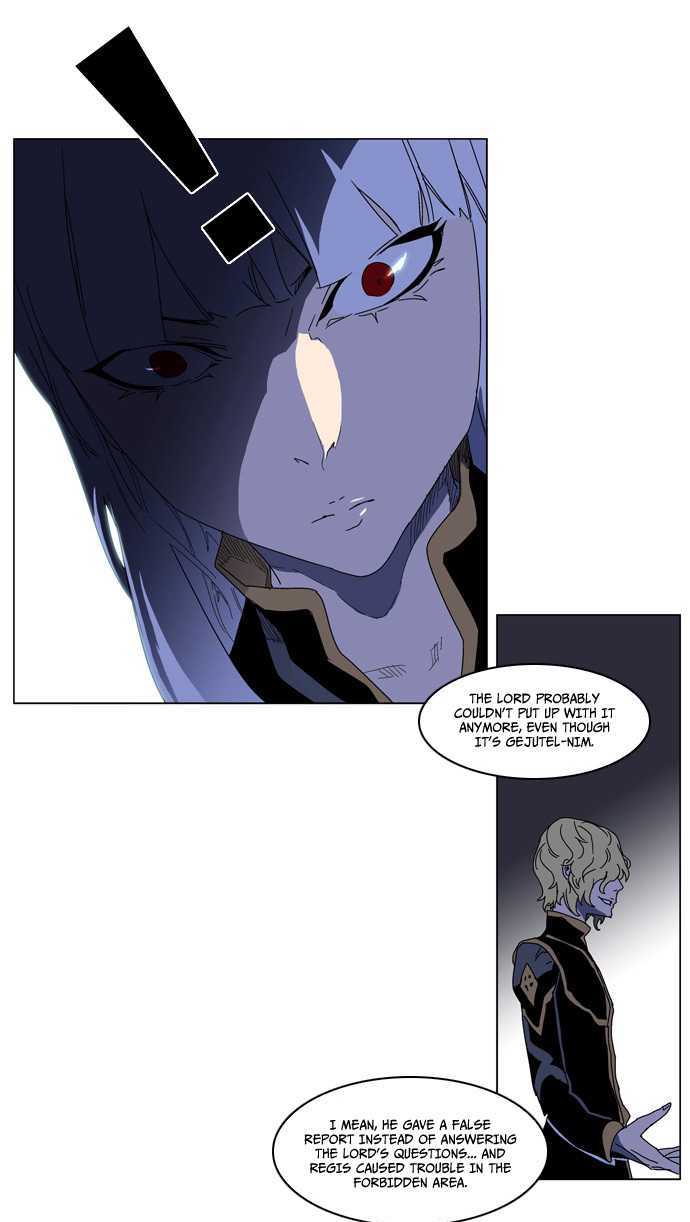 !
THE LORD PROBABLY
COULDN'T PUT UP WITH IT
ANYMORE, EVEN THOUGH
IT'S GEJUTEL-NIM.
I MEAN, HE GAVE A FALSE
REPORT INSTEAD OF ANSWERING
THE LORD'S QUESTIONS... AND
REGIS CAUSED TROUBLE IN THE
FORBIDDEN AREA.